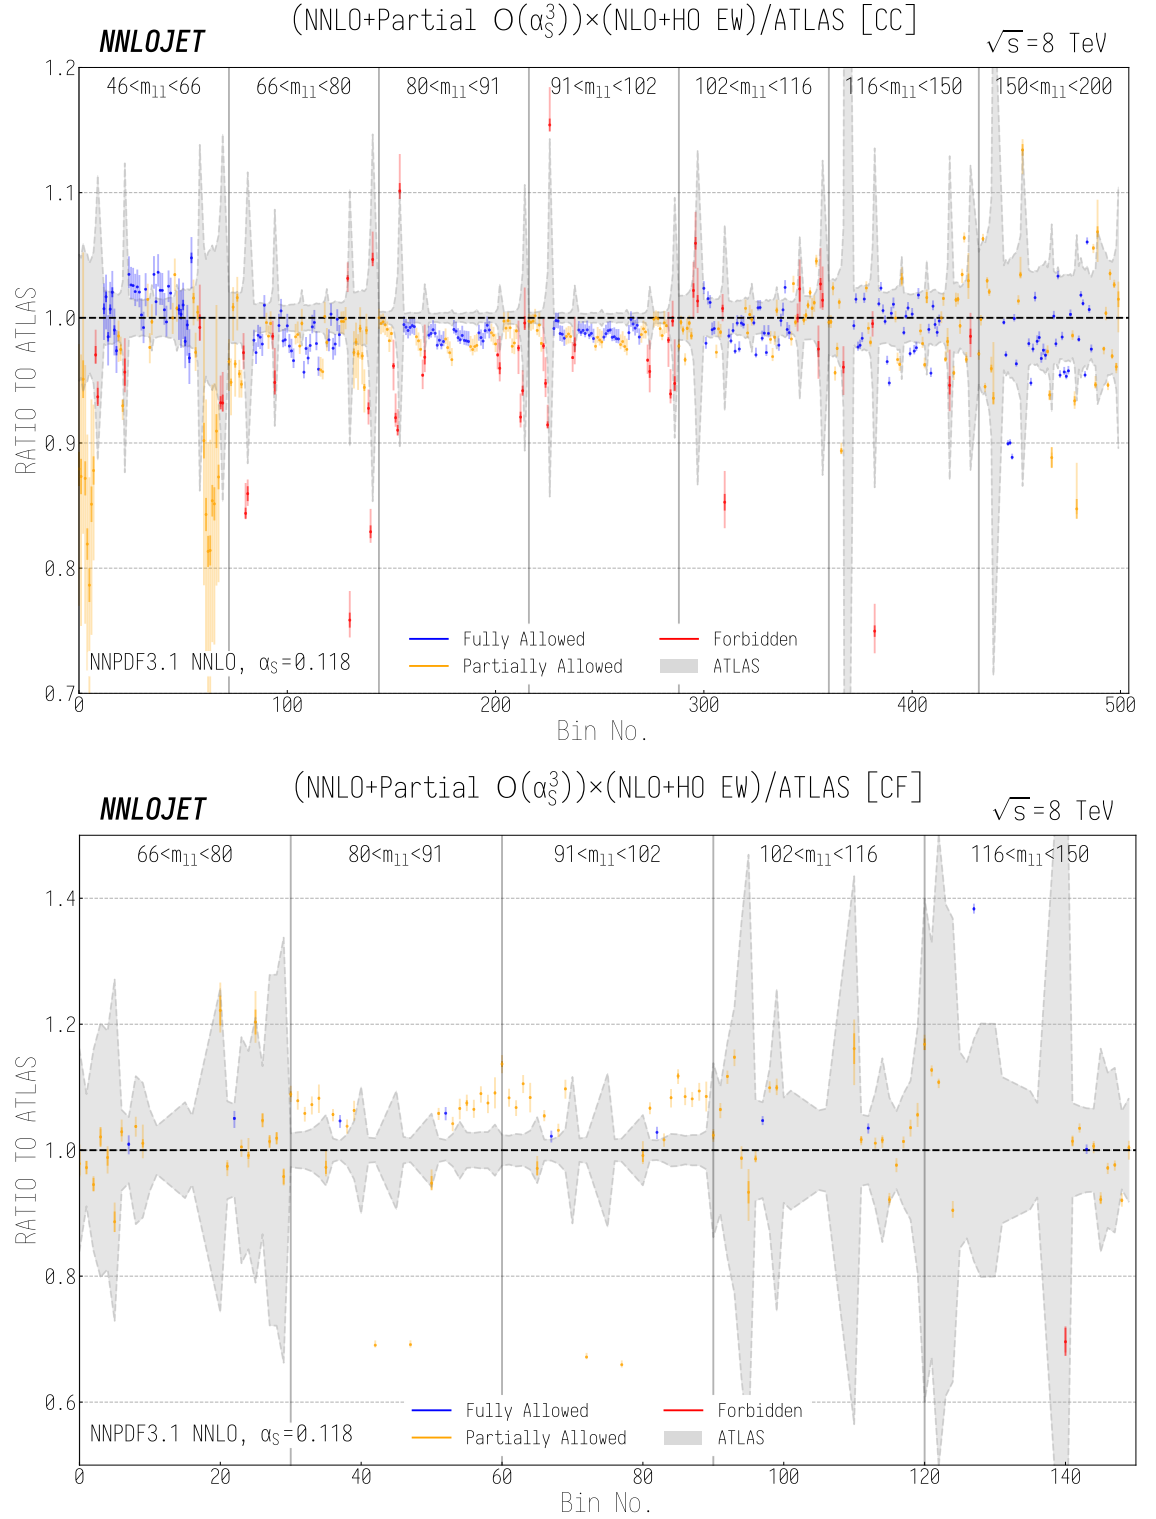 (NNLO+Partial O(α_S^3))×(NLO+HO EW)/ATLAS [CC]
NNLOJET
√s=8 TeV
46<m_ll<66 66<m_ll<80 80<m_ll<91 91<m_ll<102 102<m_ll<116 116<m_ll<150 150<m_ll<200
1.2
1.1
1.0
0.9
0.8
0.7
RATIO TO ATLAS
Fully Allowed
Partially Allowed
Forbidden
ATLAS
NNPDF3.1 NNLO, α_S=0.118
0 100 200 300 400 500
Bin No.
(NNLO+Partial O(α_S^3))×(NLO+HO EW)/ATLAS [CF]
NNLOJET
√s=8 TeV
66<m_ll<80 80<m_ll<91 91<m_ll<102 102<m_ll<116 116<m_ll<150
1.4
1.2
1.0
0.8
0.6
RATIO TO ATLAS
Fully Allowed
Partially Allowed
Forbidden
ATLAS
NNPDF3.1 NNLO, α_S=0.118
0 20 40 60 80 100 120 140
Bin No.